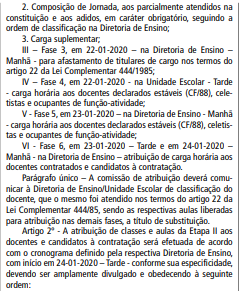 2. Composição de Jornada, aos parcialmente atendidos na
constituição e aos adidos, em caráter obrigatório, seguindo a
ordem de classificação na Diretoria de Ensino;
3. Carga suplementar;
III – Fase 3, em 22-01-2020 – na Diretoria de Ensino –
Manhã - para afastamento de titulares de cargo nos termos do
artigo 22 da Lei Complementar 444/1985;
IV – Fase 4, em 22-01-2020 - na Unidade Escolar - Tarde
- carga horária aos docentes declarados estáveis (CF/88), cele-
tistas e ocupantes de função-atividade;
V - Fase 5, em 23-01-2020 – na Diretoria de Ensino - Manhã
- carga horária aos docentes declarados estáveis (CF/88), celetis-
tas e ocupantes de função-atividade;
VI - Fase 6, em 23-01-2020 – Tarde e em 24-01-2020 –
Manhã - na Diretoria de Ensino – atribuição de carga horária aos
docentes contratados e candidatos à contratação.
Parágrafo único – A comissão de atribuição deverá comu-
nicar à Diretoria de Ensino/Unidade Escolar de classificação do
docente, que o mesmo foi atendido nos termos do artigo 22 da
Lei Complementar 444/85, sendo as respectivas aulas liberadas
para atribuição nas demais fases, a título de substituição.
Artigo 2º - A atribuição de classes e aulas da Etapa II aos
docentes e candidatos à contratação será efetuada de acordo
com o cronograma definido pela respectiva Diretoria de Ensino,
com início em 24-01-2020 – Tarde - conforme sua especificidade,
devendo ser amplamente divulgado e obedecendo à seguinte
ordem: